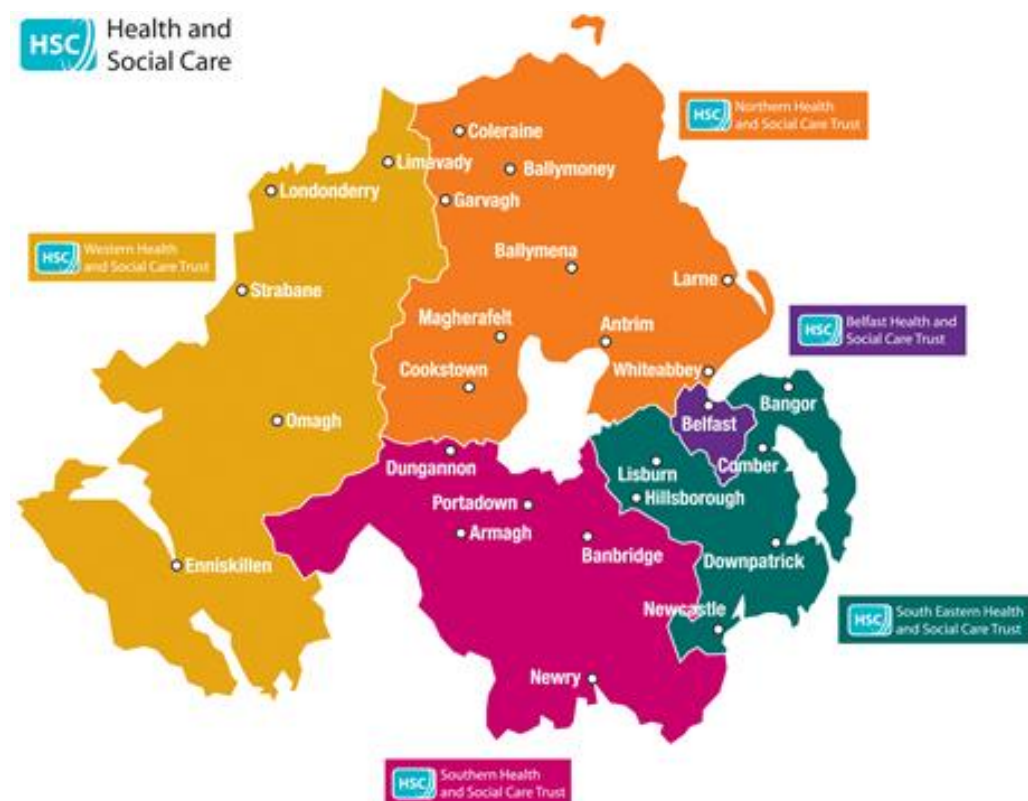 HSC
Health and
Social Care
HSC
Northern Health
and Social Care Trust
Coleraine
Limavady
Ballymoney
Londonderry
Garvagh
HSC
Western Health
and Social Care Trust
Ballymena
Larne
Strabane
HSC
Belfast Health and
Social Care Trust
Magherafelt
Antrim
Cookstown
Whiteabbey
Bangor
Belfast
Omagh
Comber
Dungannon
Lisburn
Hillsborough
Portadown
Armagh
Banbridge
Downpatrick
Enniskillen
Newcastle
HSC
South Eastern Health
and Social Care Trust
Newry
HSC
Southern Health
and Social Care Trust